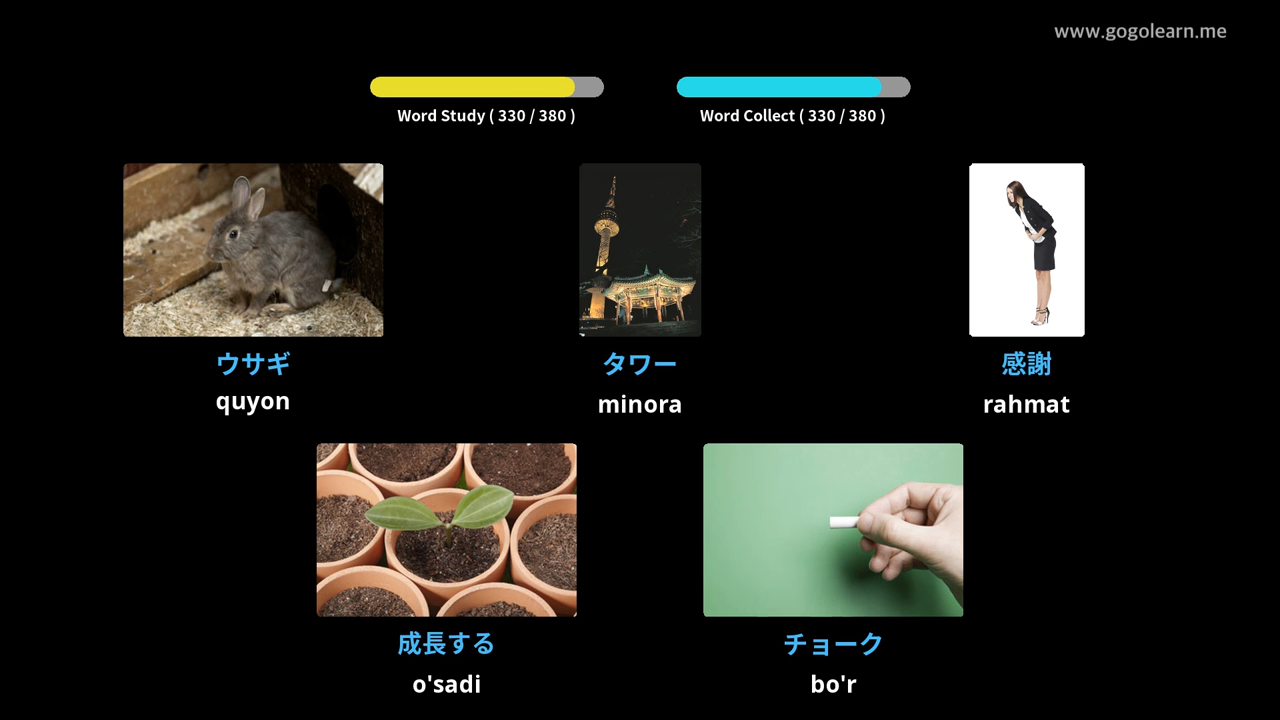 www.gogolearn.me
Word Study ( 330 / 380 )
Word Collect ( 330 / 380 )
ウサギ
quyon
タワー
minora
感謝
rahmat
成長する
o'sadi
チョーク
bo'r